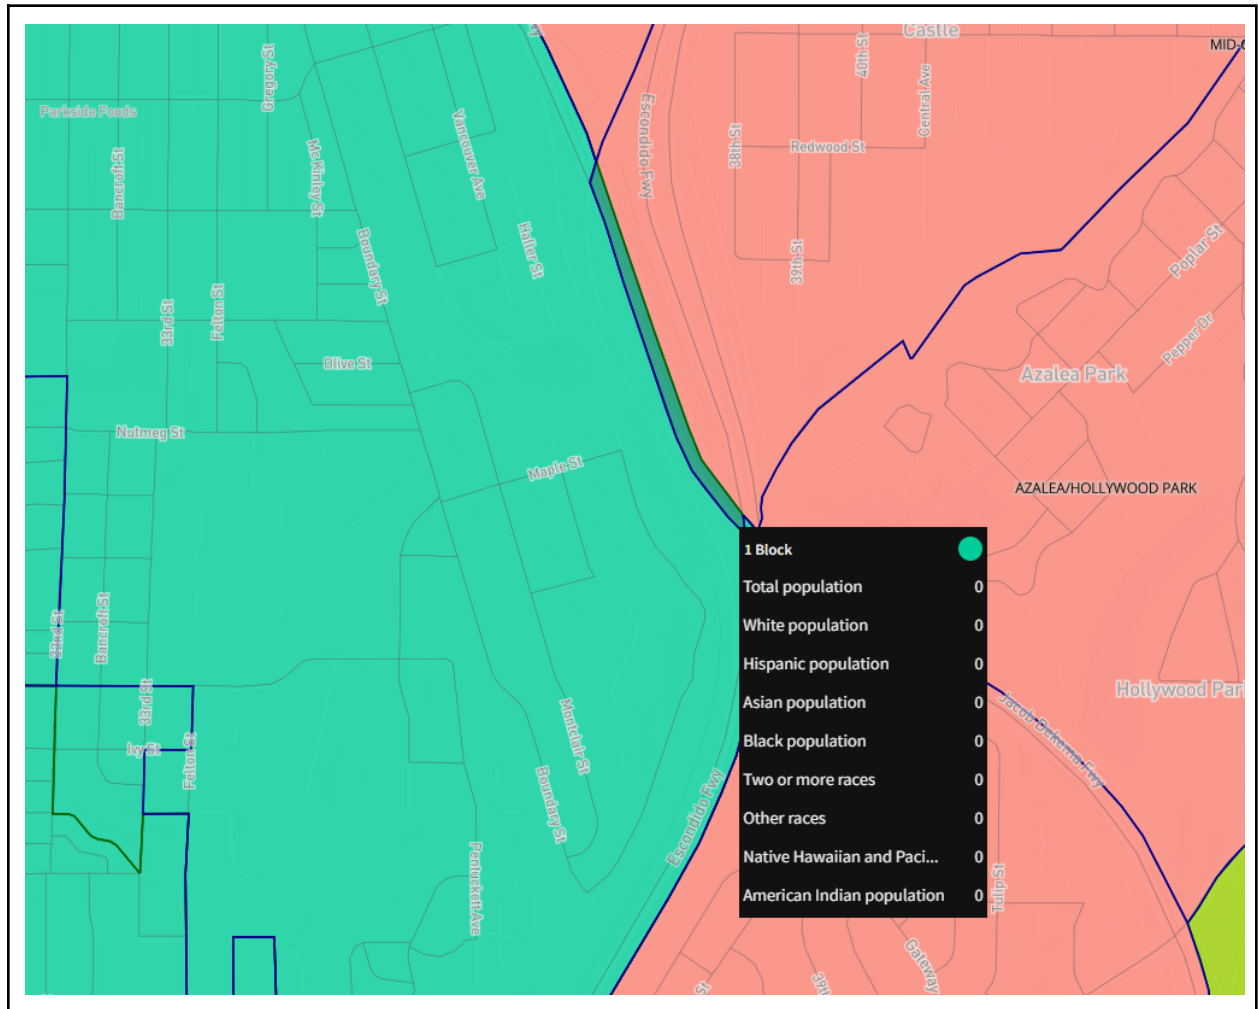 Castle
MID-C
40th St
Gregory St
Central Ave
Parkside Foods
Escondido Fwy
Vancouver Ave
38th St
Redwood St
Bancroft St
Mc Kinley St
Haller St
Poplar St
Boundary St
39th St
33rd St
Felton St
Pepper Dr
Olive St
Azalea Park
Nutmeg St
Maple St
AZALEA/HOLLYWOOD PARK
1 Block
Total population 0
White population 0
Hispanic population 0
Asian population 0
Black population 0
Two or more races 0
Other races 0
Native Hawaiian and Paci... 0
American Indian population 0
32nd St
Bancroft St
33rd St
Hollywood Par
Ivy St
Felton St
Montclair St
Jacob Dekema Fwy
Boundary St
Escondido Fwy
Pentuckett Ave
Tulip St
Gateway
39th
St